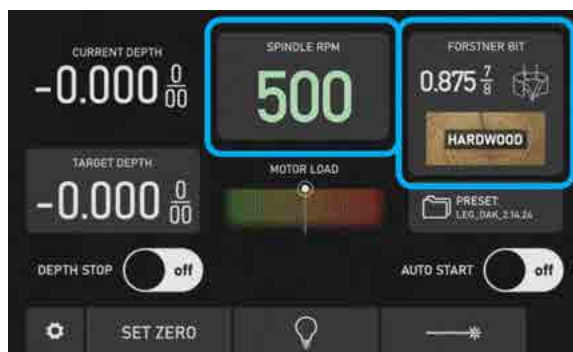 CURRENT DEPTH
-0.000 0/00
SPINDLE RPM
500
FORSTNER BIT
0.875 7/8
HARDWOOD
TARGET DEPTH
-0.000 0/00
MOTOR LOAD
PRESET:
LEG_OAK_2.14.24
DEPTH STOP off
AUTO START off
SET ZERO